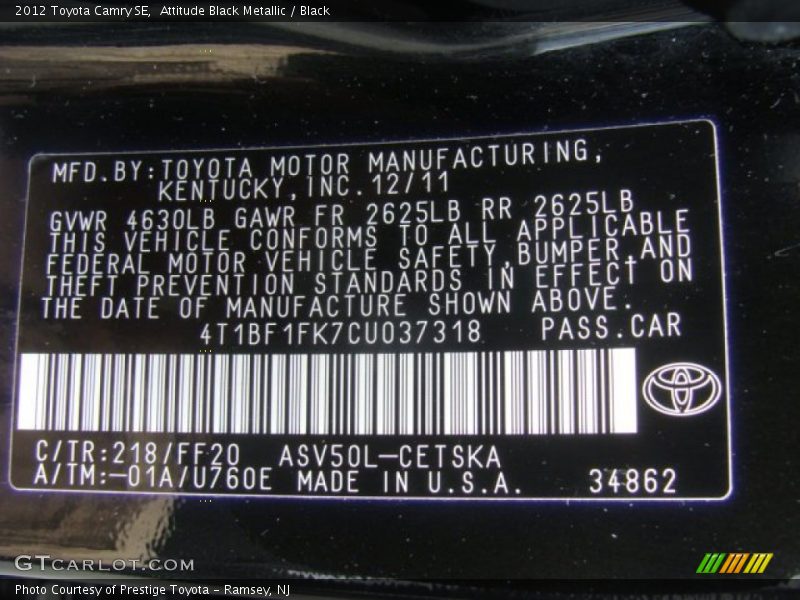 2012 Toyota Camry SE,  Attitude Black Metallic / Black
MFD.BY:TOYOTA MOTOR MANUFACTURING,
KENTUCKY,INC.12/11
GVWR 4630LB GAWR FR 2625LB RR 2625LB
THIS VEHICLE CONFORMS TO ALL APPLICABLE
FEDERAL MOTOR VEHICLE SAFETY,BUMPER,AND
THEFT PREVENTION STANDARDS IN EFFECT ON
THE DATE OF MANUFACTURE SHOWN ABOVE.
4T1BF1FK7CU037318 PASS.CAR
C/TR:218/FF20 ASV50L-CETSKA
A/TM:-01A/U760E MADE IN U.S.A. 34862
GTCARLOT.COM
Photo Courtesy of Prestige Toyota - Ramsey, NJ